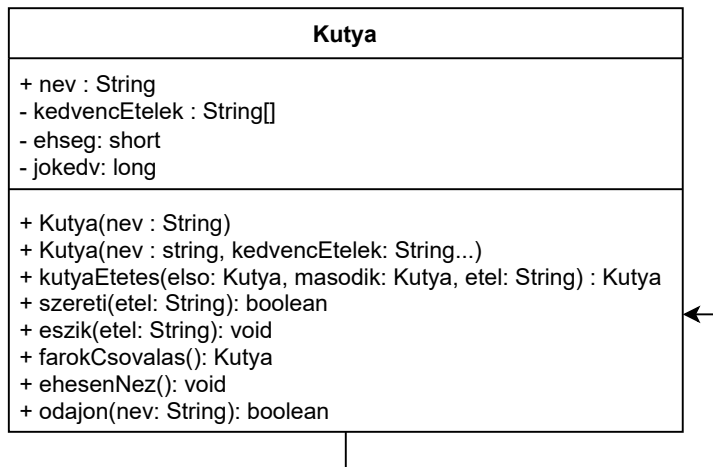 Kutya
+ nev : String
- kedvencEtelek : String[]
- ehseg: short
- jokedv: long
+ Kutya(nev : String)
+ Kutya(nev : string, kedvencEtelek: String...)
+ kutyaEtetes(elso: Kutya, masodik: Kutya, etel: String) : Kutya
+ szereti(etel: String): boolean
+ eszik(etel: String): void
+ farokCsovalas(): Kutya
+ ehesenNez(): void
+ odajon(nev: String): boolean